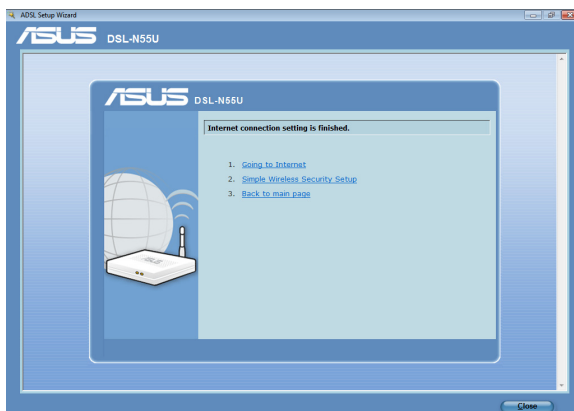 ADSL Setup Wizard
ASUS DSL-N55U
ASUS DSL-N55U
Internet connection setting is finished.
1. Going to Internet
2. Simple Wireless Security Setup
3. Back to main page
ASUS
Close